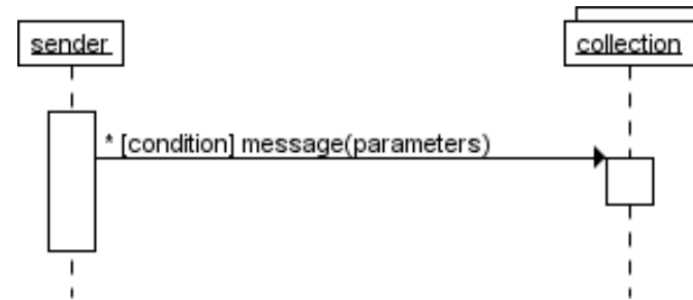 sender
collection
* [condition] message(parameters)